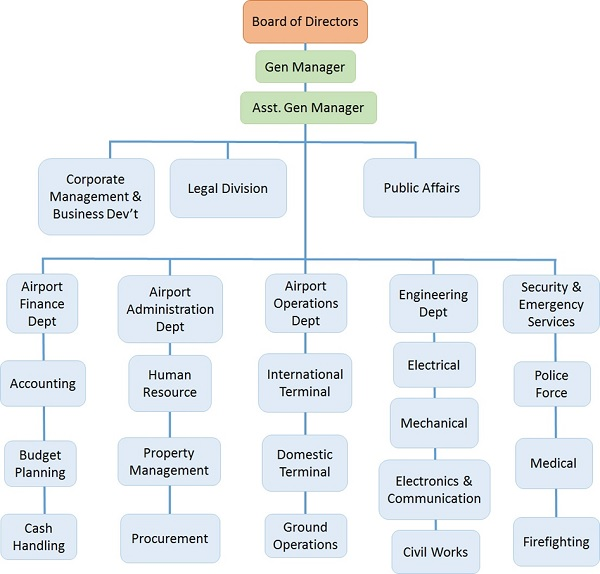 Board of Directors
Gen Manager
Asst. Gen Manager
Corporate
Management &
Business Dev't
Legal Division
Public Affairs
Airport
Finance
Dept
Airport
Administration
Dept
Airport
Operations
Dept
Engineering
Dept
Security &
Emergency
Services
Accounting
Human
Resource
International
Terminal
Electrical
Police
Force
Budget
Planning
Property
Management
Domestic
Terminal
Mechanical
Medical
Cash
Handling
Procurement
Ground
Operations
Electronics &
Communication
Civil Works
Firefighting